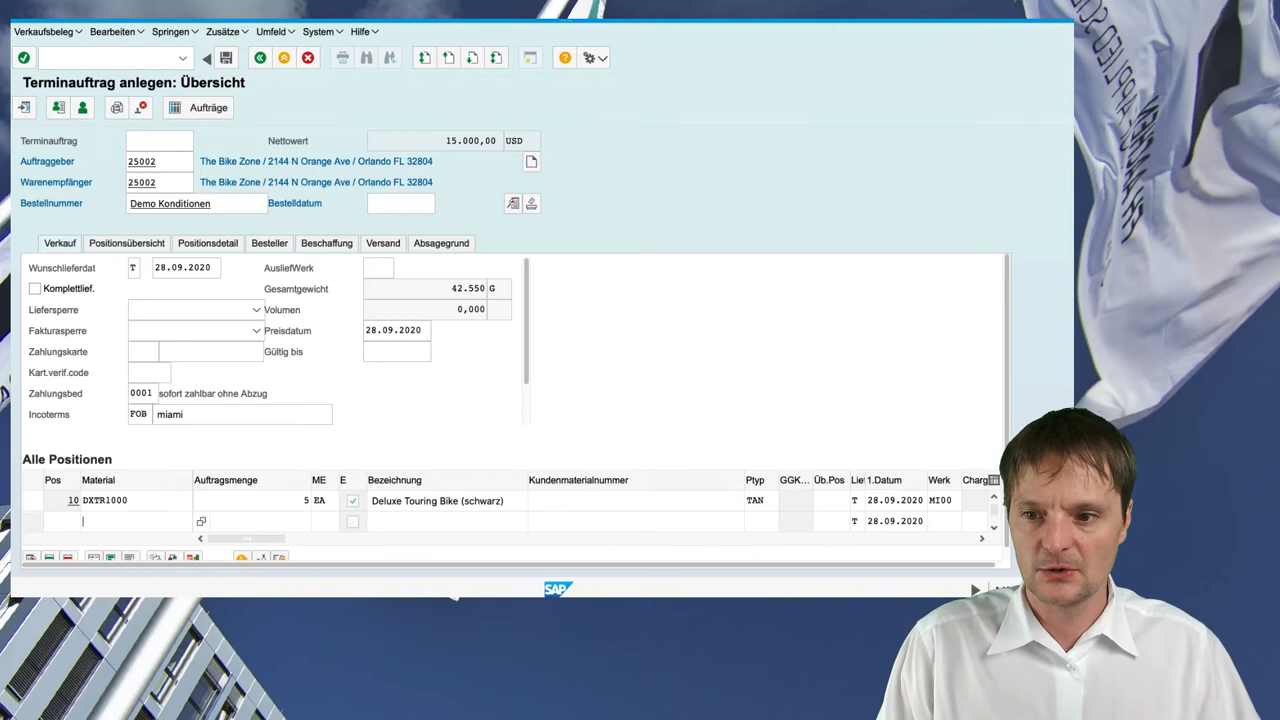 Verkaufsbeleg Bearbeiten Springen Zusätze Umfeld System Hilfe
Terminauftrag anlegen: Übersicht
Aufträge
Terminauftrag Nettowert 15.000,00 USD
Auftraggeber 25002 The Bike Zone / 2144 N Orange Ave / Orlando FL 32804
Warenempfänger 25002 The Bike Zone / 2144 N Orange Ave / Orlando FL 32804
Bestellnummer Demo Konditionen Bestelldatum
Verkauf Positionsübersicht Positionsdetail Besteller Beschaffung Versand Absagegrund
Wunschlieferdat T 28.09.2020 AusliefWerk
Komplettlief. Gesamtgewicht 42.550 G
Liefersperre Volumen 0,000
Fakturasperre Preisdatum 28.09.2020
Zahlungskarte Gültig bis
Kart.verif.code
Zahlungsbed 0001 sofort zahlbar ohne Abzug
Incoterms FOB miami
Alle Positionen
Pos Material Auftragsmenge ME E Bezeichnung Kundenmaterialnummer Ptyp GGK... Üb.Pos Lief 1.Datum Werk Charg
10 DXTR1000 5 EA Deluxe Touring Bike (schwarz) TAN T 28.09.2020 MI00
T 28.09.2020
SAP